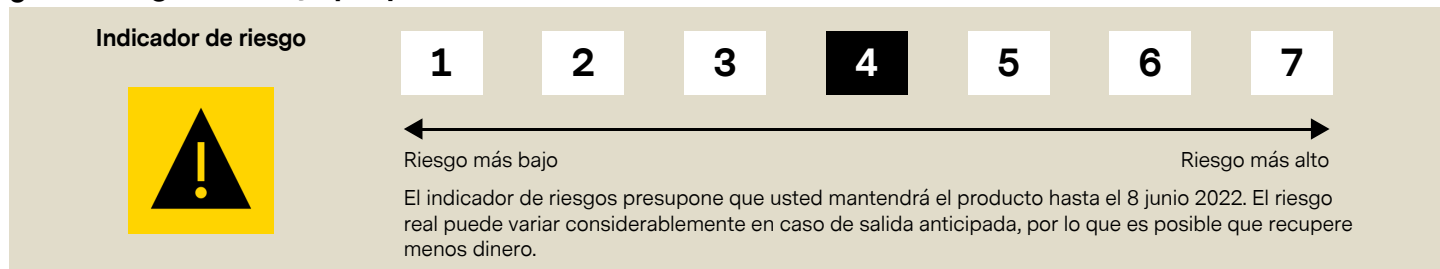 Indicador de riesgo
1 2 3 4 5 6 7
Riesgo más bajo
Riesgo más alto
El indicador de riesgos presupone que usted mantendrá el producto hasta el 8 junio 2022. El riesgo
real puede variar considerablemente en caso de salida anticipada, por lo que es posible que recupere
menos dinero.